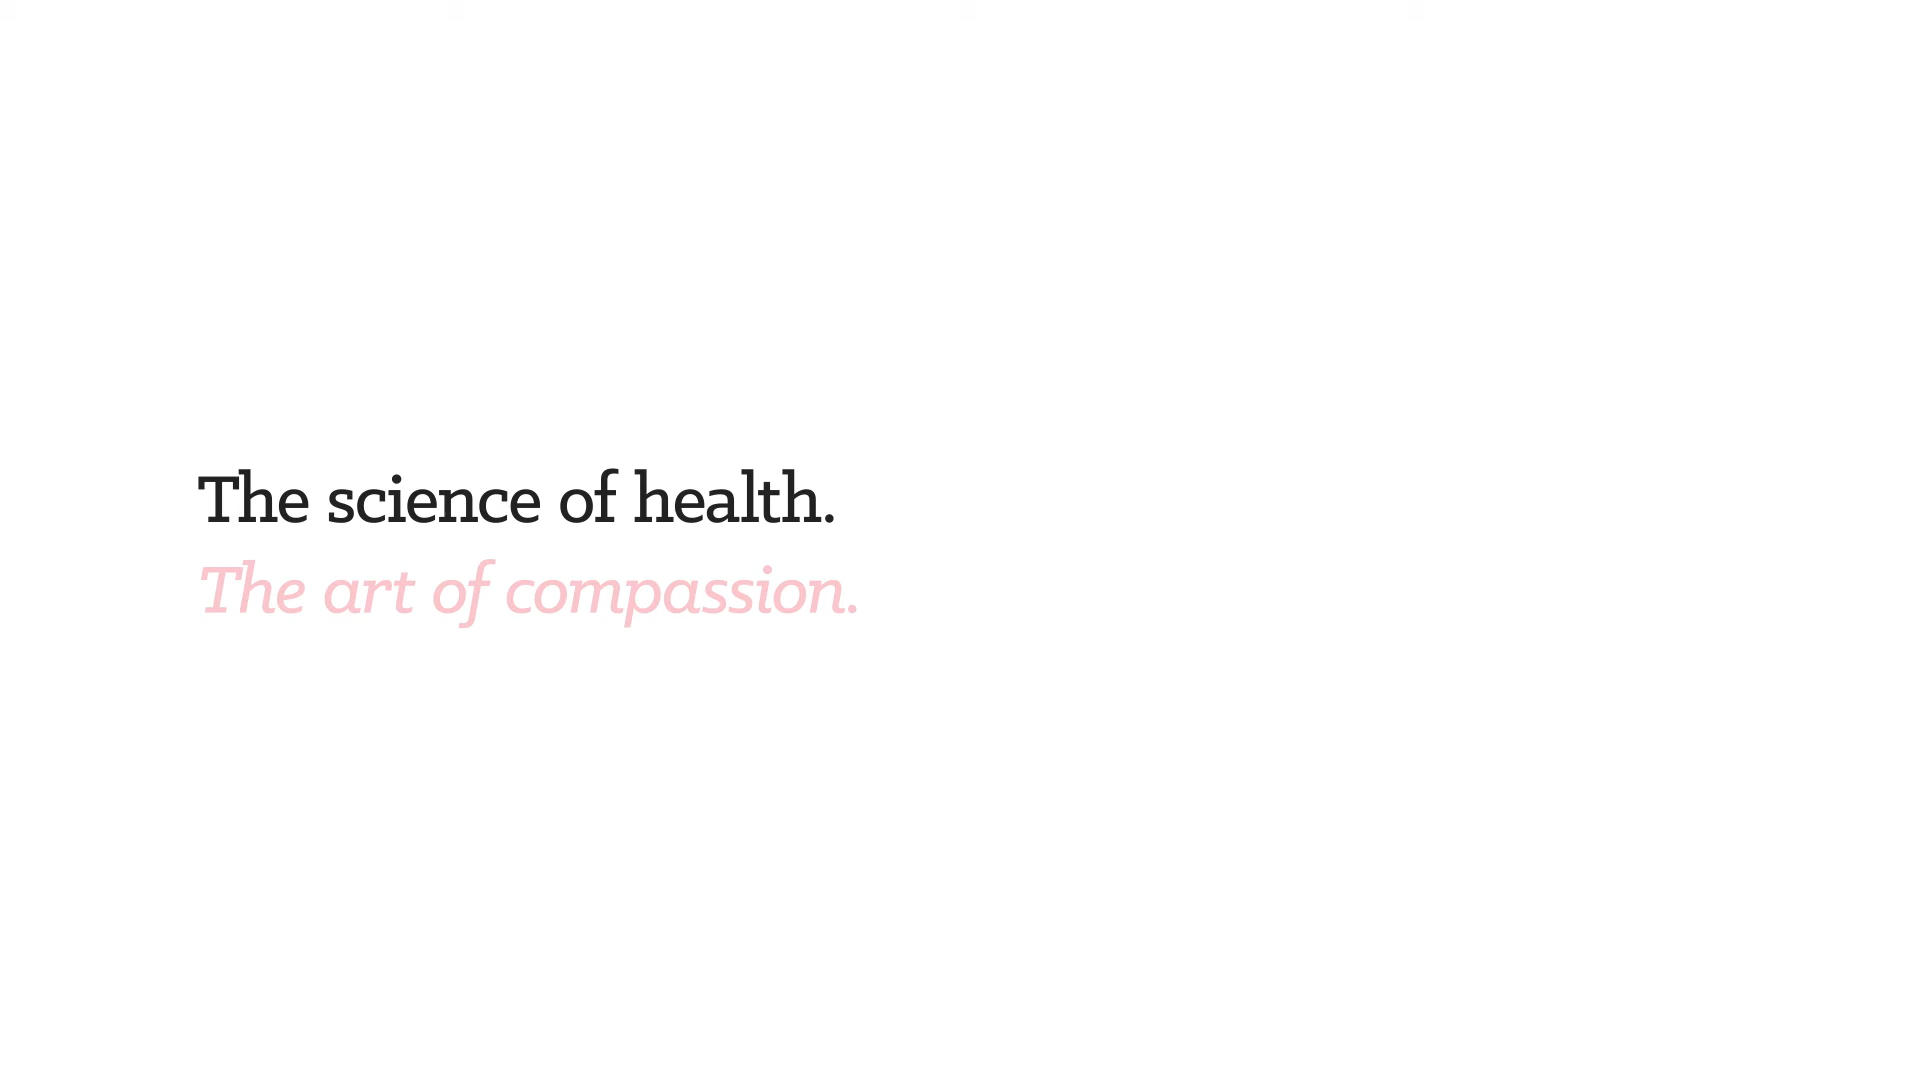 The science of health.
The art of compassion.